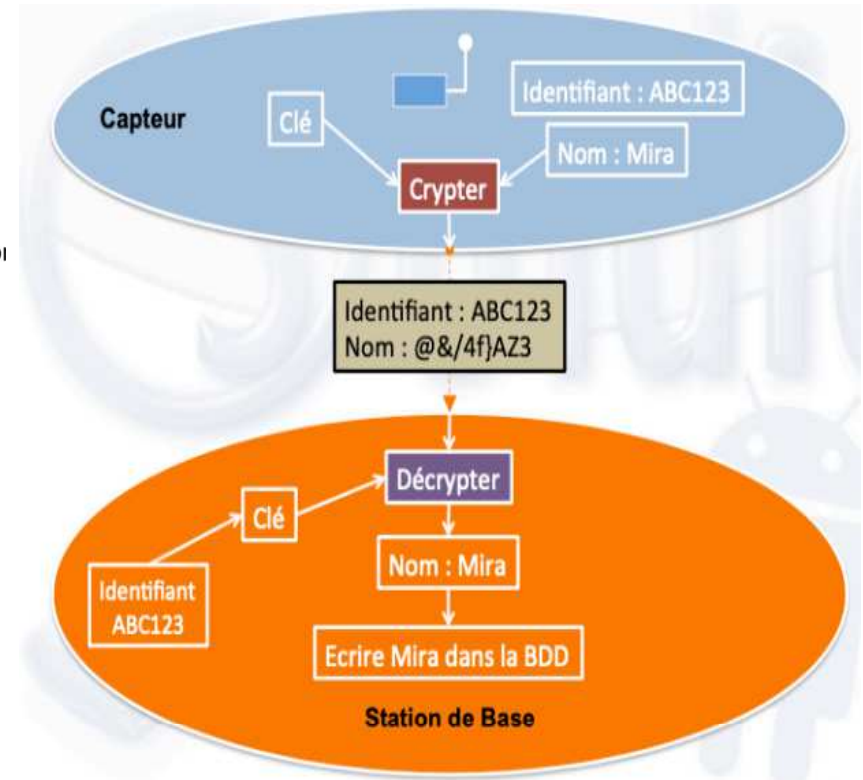 Capteur
Clé
Identifiant : ABC123
Nom : Mira
Crypter
Identifiant : ABC123
Nom : @&/4f}AZ3
Décrypter
Clé
Identifiant
ABC123
Nom : Mira
Ecrire Mira dans la BDD
Station de Base